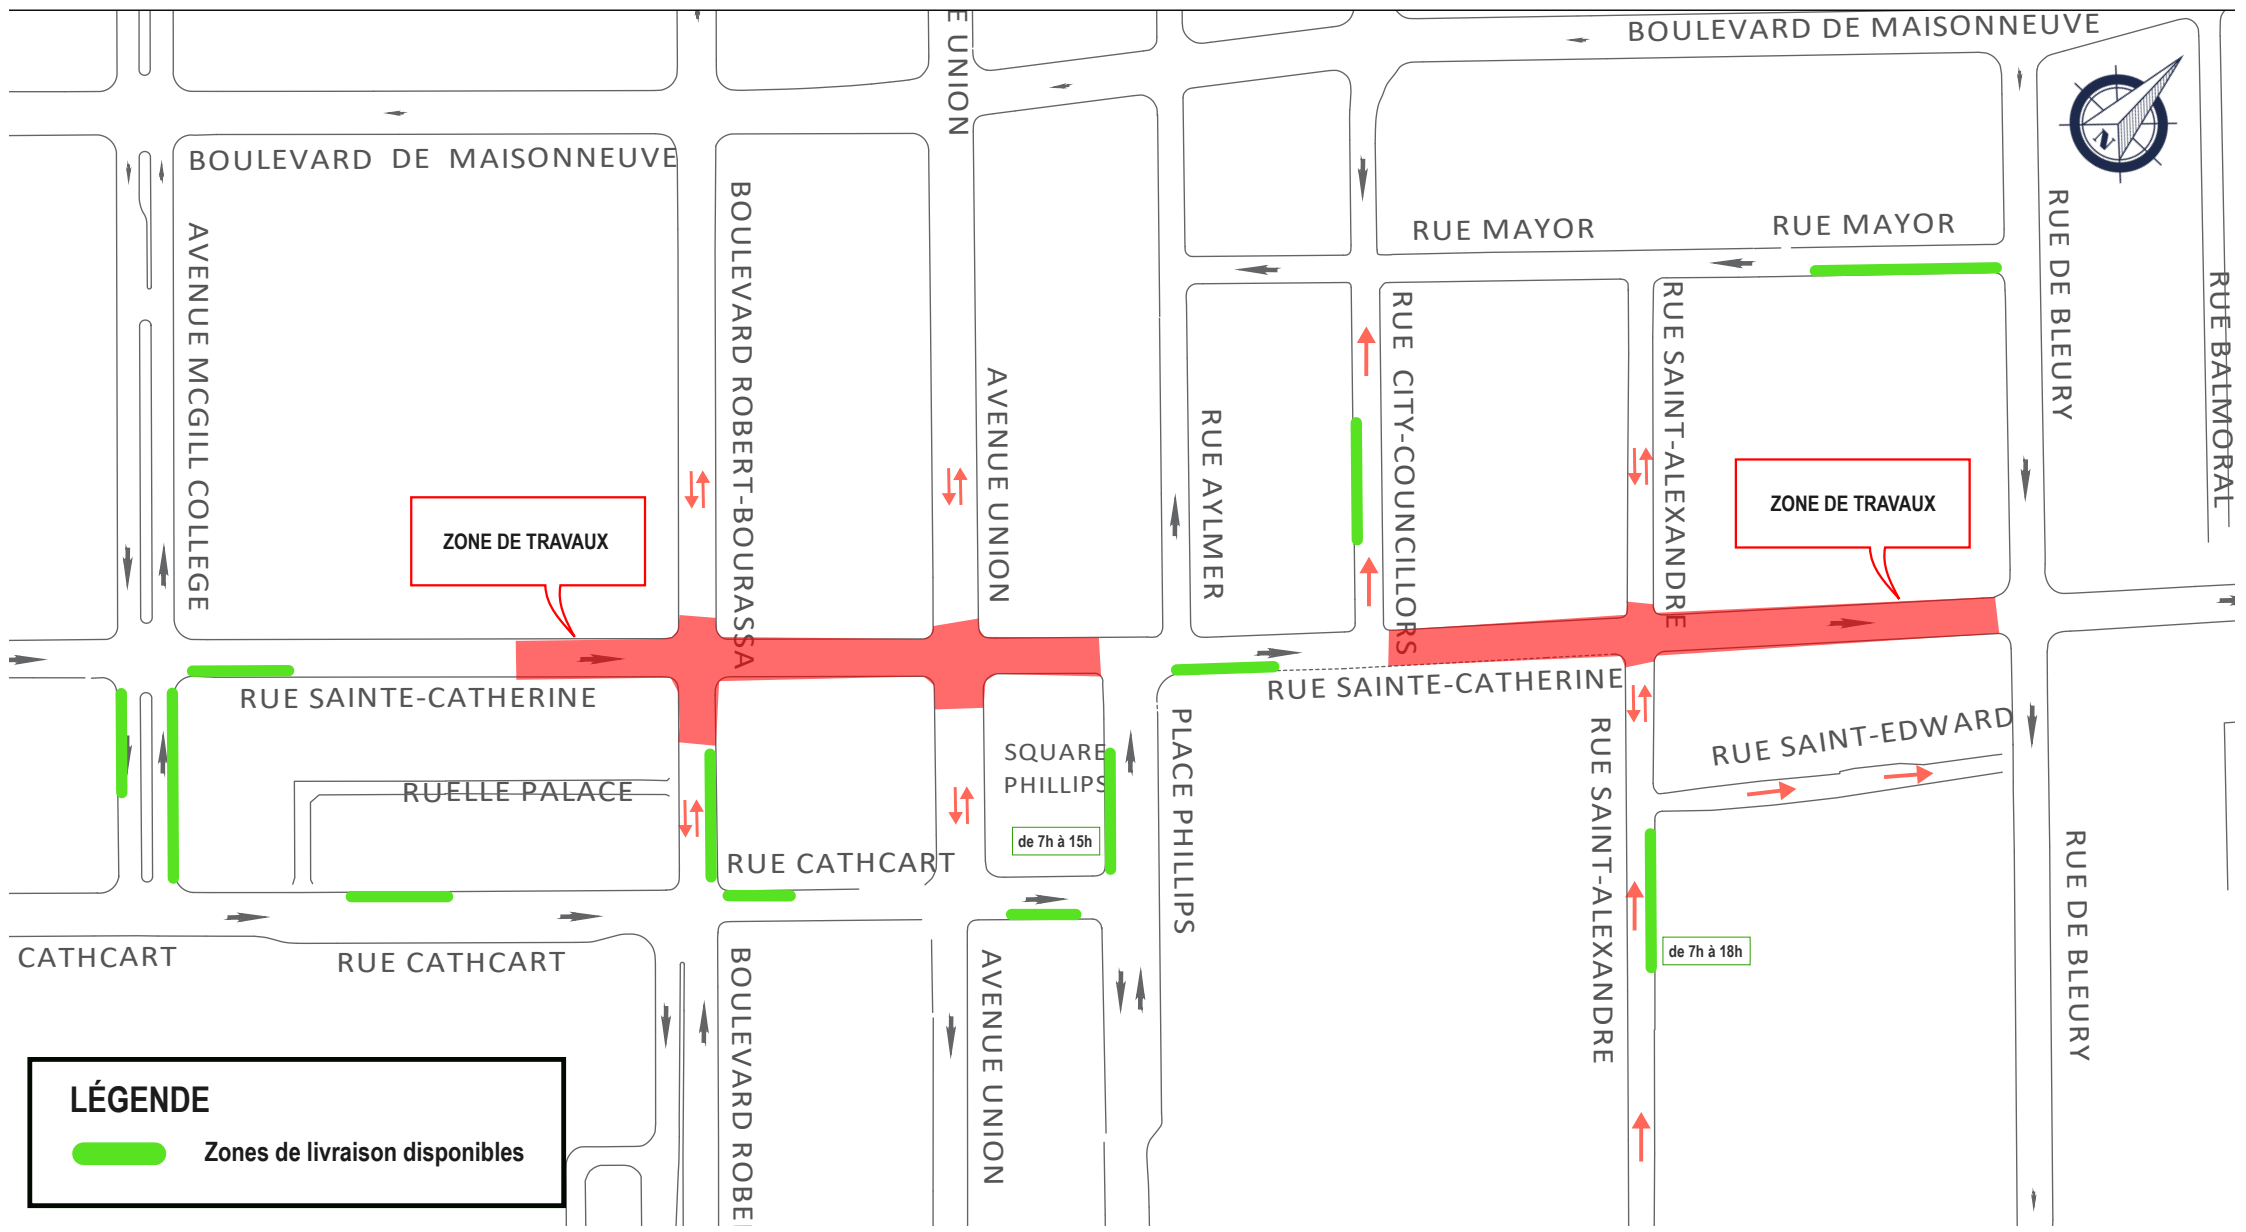 BOULEVARD DE MAISONNEUVE
E UNION
BOULEVARD DE MAISONNEUVE
N
RUE MAYOR
RUE MAYOR
AVENUE MCGILL COLLEGE
BOULEVARD ROBERT-BOURASSA
AVENUE UNION
RUE AYLMER
RUE CITY-COUNCILLORS
RUE SAINT-ALEXANDRE
RUE DE BLEURY
RUE BALMORAL
ZONE DE TRAVAUX
ZONE DE TRAVAUX
RUE SAINTE-CATHERINE
RUE SAINTE-CATHERINE
RUELLE PALACE
SQUARE
PHILLIPS
de 7h à 15h
PLACE PHILLIPS
RUE SAINT-ALEXANDRE
RUE SAINT-EDWARD
RUE CATHCART
de 7h à 18h
RUE DE BLEURY
CATHCART
RUE CATHCART
BOULEVARD ROBE
AVENUE UNION
LÉGENDE
Zones de livraison disponibles